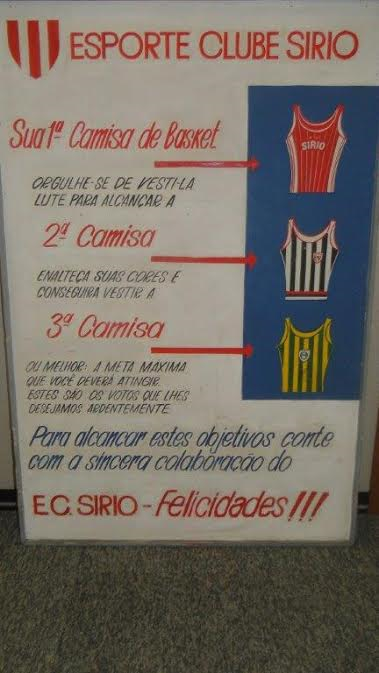 ESPORTE CLUBE SIRIO
Sua 1ª Camisa de Basket
SIRIO
ORGULHE-SE DE VESTI-LA
LUTE PARA ALCANÇAR A
2ª Camisa
ENALTEÇA SUAS CORES E
CONSEGUIRA VESTIR A
3ª Camisa
OU MELHOR: A META MAXIMA
QUE VOCÊ DEVERÁ ATINGIR.
ESTES SÃO OS VOTOS QUE LHES
DESEJAMOS ARDENTEMENTE
Para alcançar estes objetivos conte
com a sincera colaboração do
E.C. SIRIO - Felicidades!!!